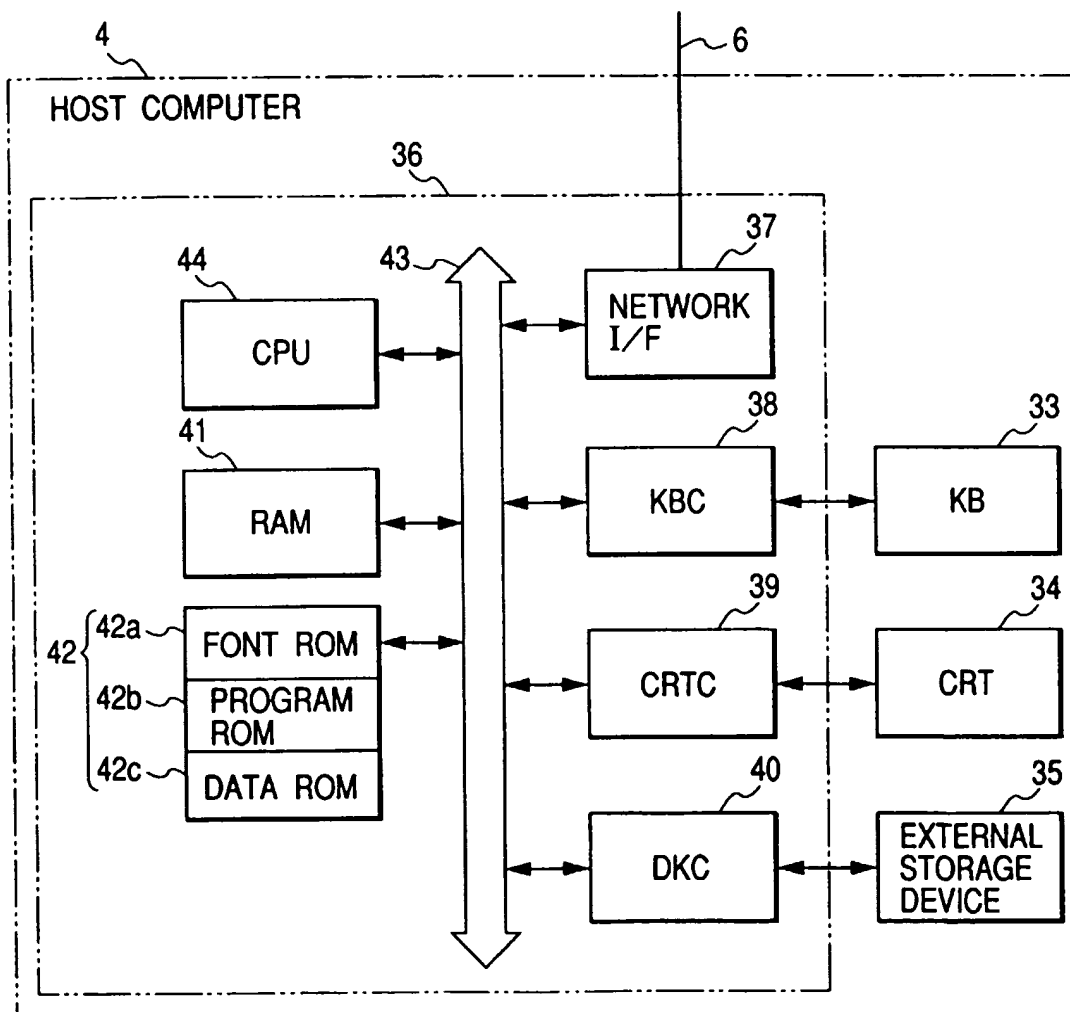 4
6
HOST COMPUTER
36
44
43
37
CPU
NETWORK
I/F
41
38
33
RAM
KBC
KB
42
42a
FONT ROM
39
34
42b
PROGRAM
ROM
CRTC
CRT
42c
DATA ROM
40
35
DKC
EXTERNAL
STORAGE
DEVICE